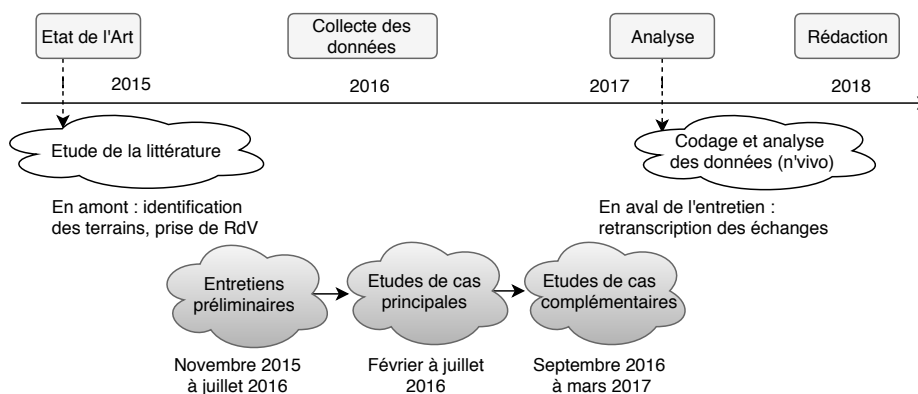 Etat de l'Art
Collecte des
données
Analyse
Rédaction
2015
2016
2017
2018
Etude de la littérature
Codage et analyse
des données (n'vivo)
En amont : identification
des terrains, prise de RdV
En aval de l'entretien :
retranscription des échanges
Entretiens
préliminaires
Etudes de cas
principales
Etudes de cas
complémentaires
Novembre 2015
à juillet 2016
Février à juillet
2016
Septembre 2016
à mars 2017